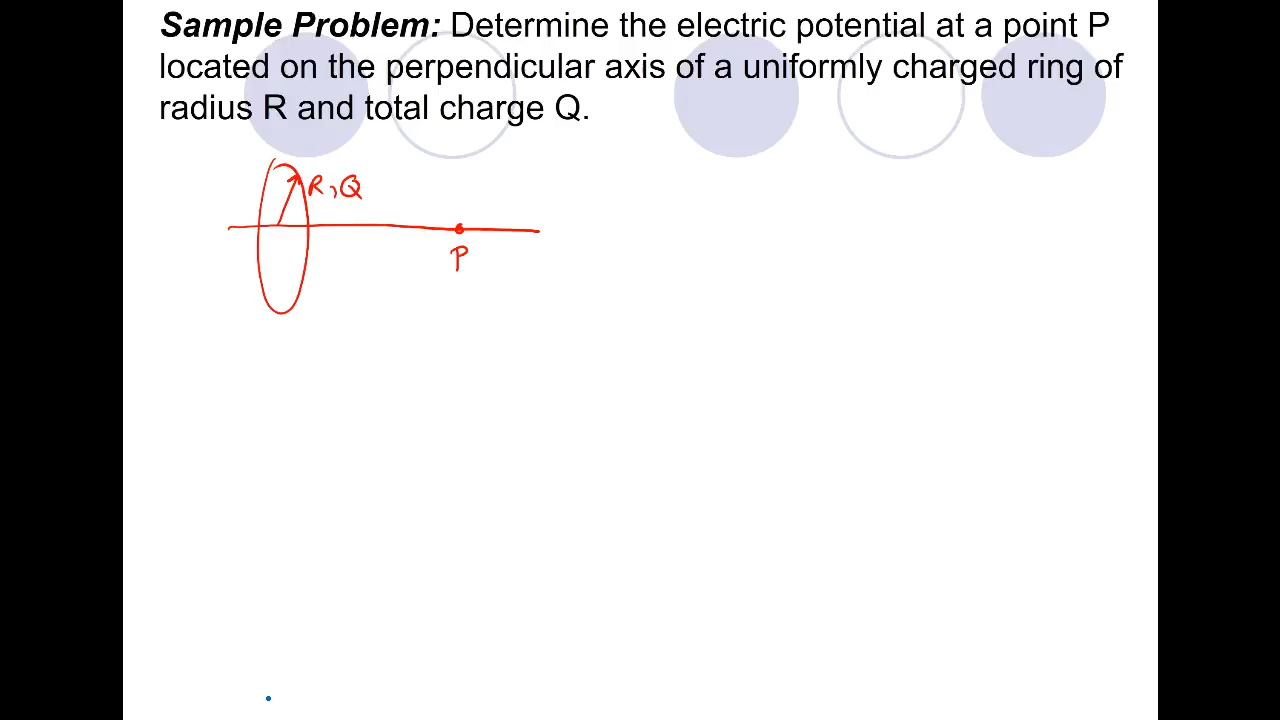 Sample Problem: Determine the electric potential at a point P
located on the perpendicular axis of a uniformly charged ring of
radius R and total charge Q.
R, Q
P